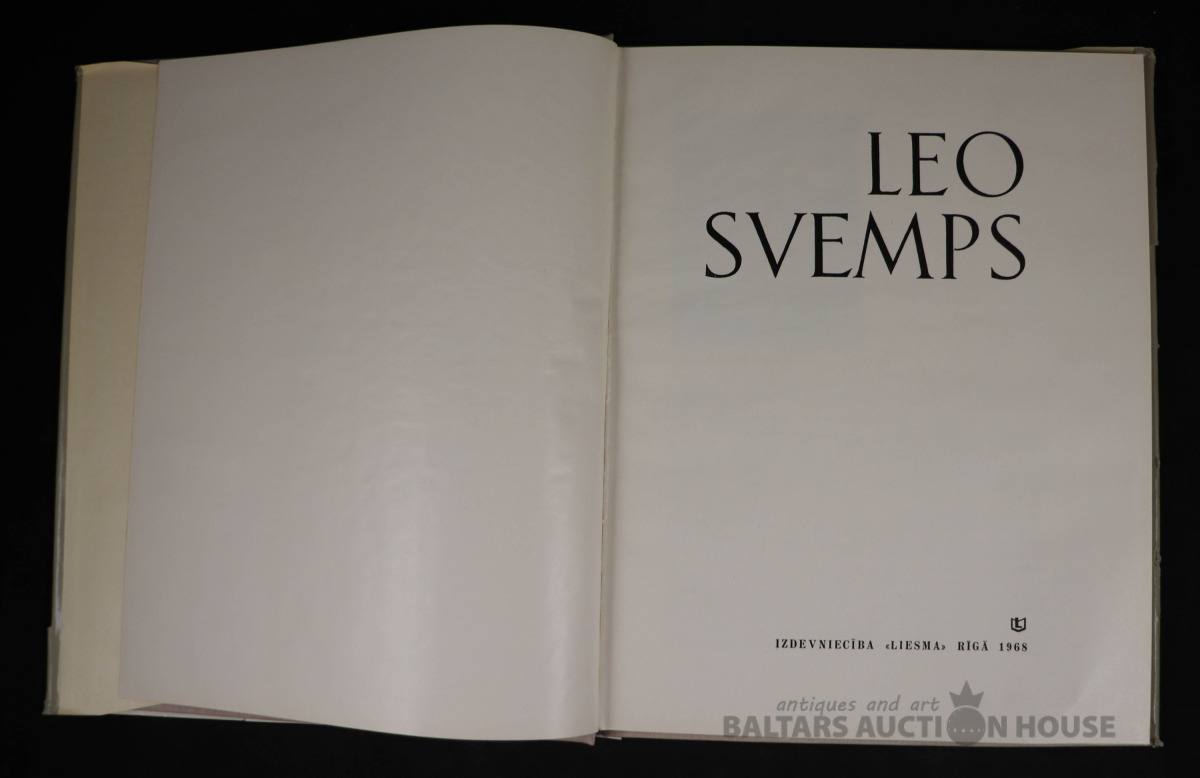 LEO
SVEMPS
L
IZDEVNIECĪBA «LIESMA» RĪGĀ 1968
antiques and art
BALTARS AUCTION HOUSE